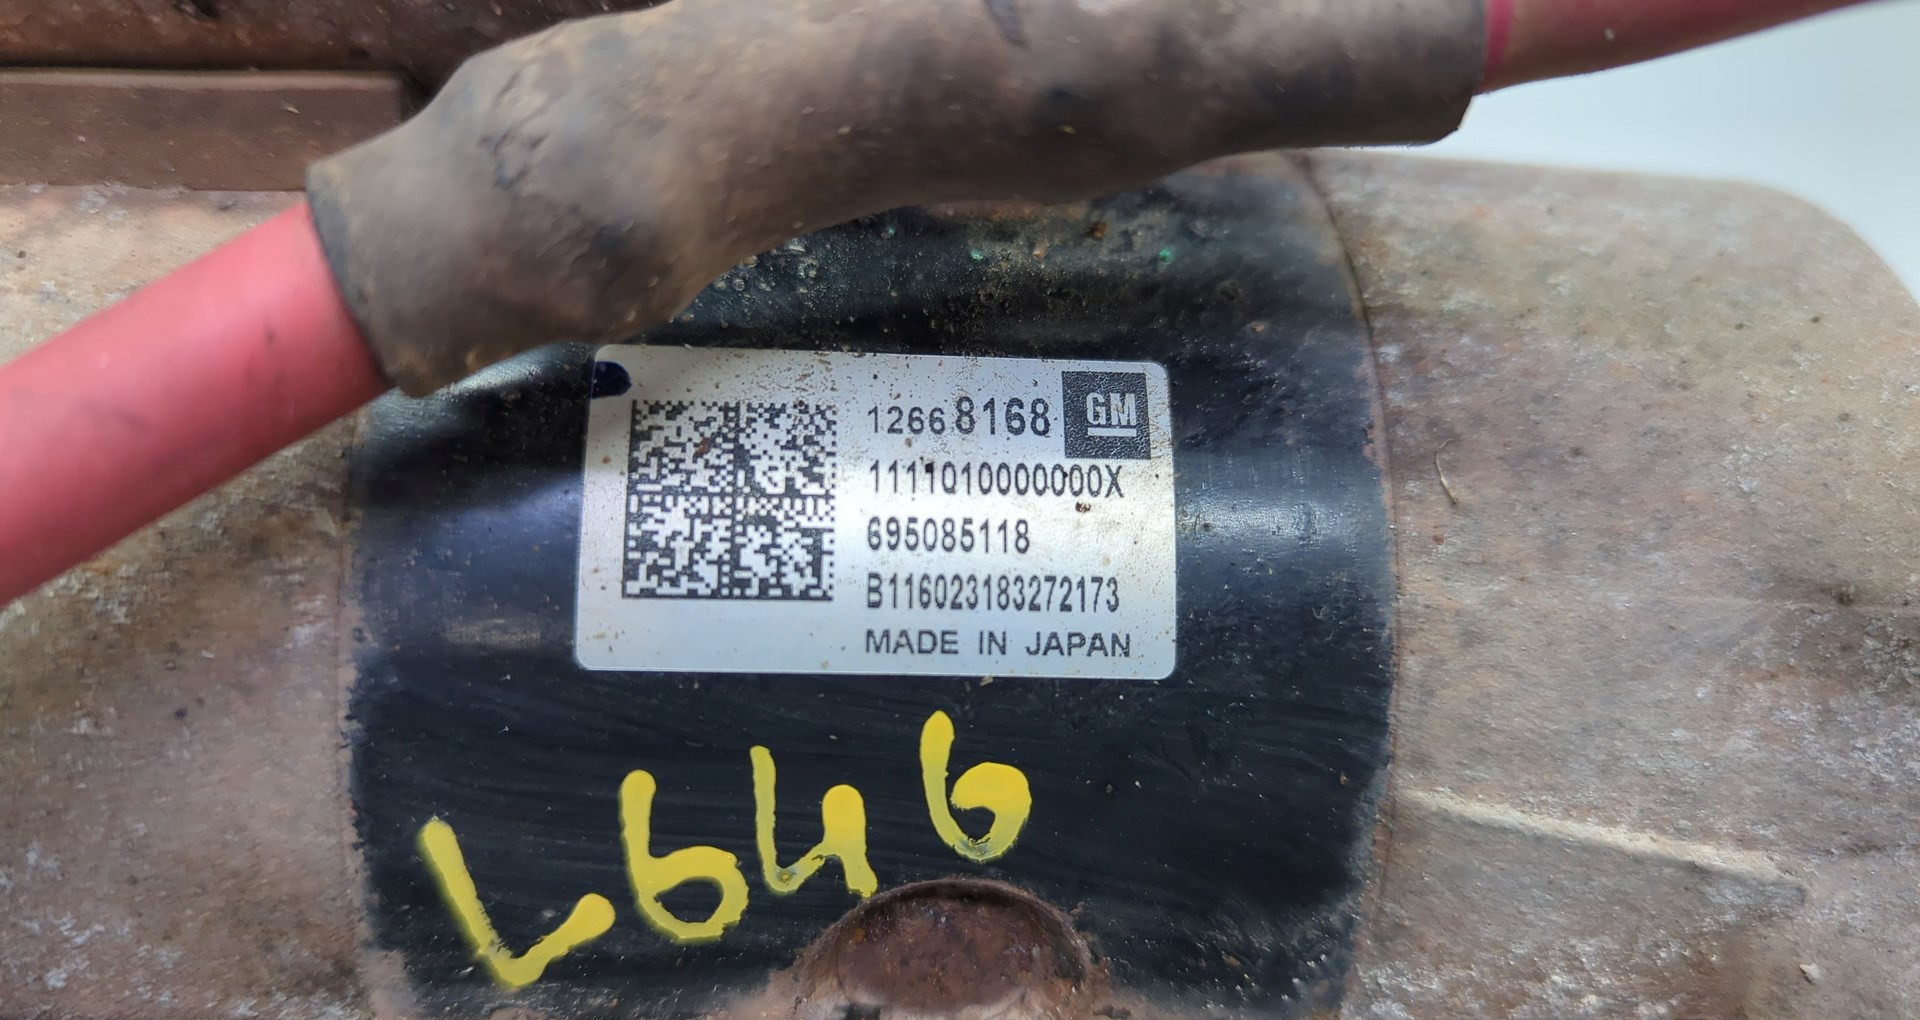 12668168 GM
1111010000000X
695085118
B116023183272173
MADE IN JAPAN
L646